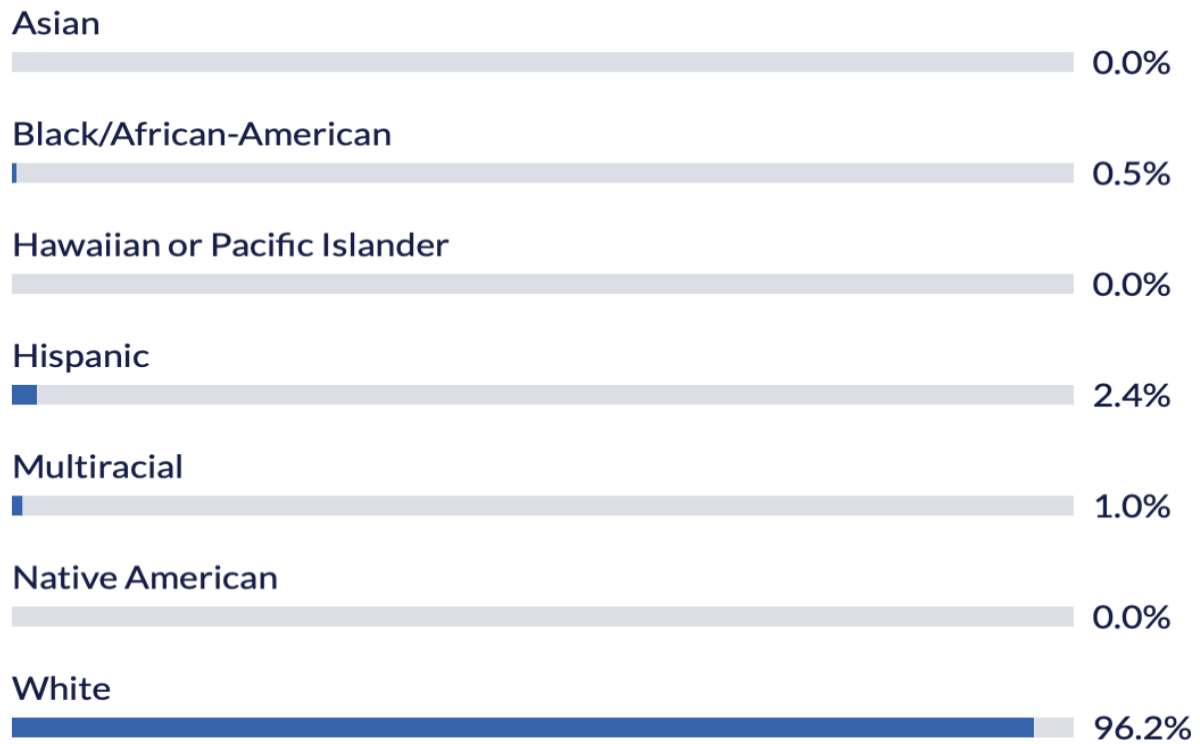 Asian
0.0%
Black/African-American
0.5%
Hawaiian or Pacific Islander
0.0%
Hispanic
2.4%
Multiracial
1.0%
Native American
0.0%
White
96.2%